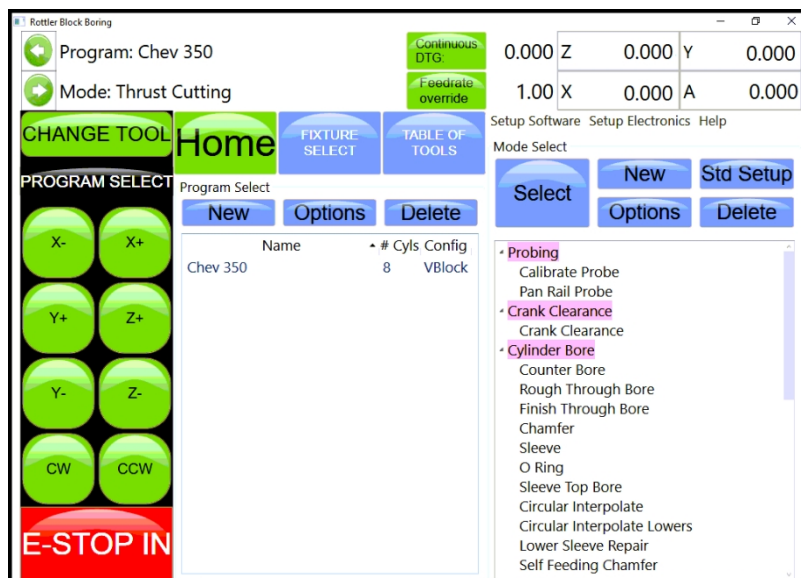 Rottler Block Boring
Program: Chev 350
Mode: Thrust Cutting
Continuous
DTG:
0.000 Z 0.000 Y 0.000
Feedrate
override
1.00 X 0.000 A 0.000
CHANGE TOOL
Home
FIXTURE
SELECT
TABLE OF
TOOLS
PROGRAM SELECT
X-
X+
Y+
Z+
Y-
Z-
CW
CCW
E-STOP IN
Program Select
New
Options
Delete
Name # Cyls Config
Chev 350 8 VBlock
Setup Software Setup Electronics Help
Mode Select
Select
New
Std Setup
Options
Delete
Probing
Calibrate Probe
Pan Rail Probe
Crank Clearance
Crank Clearance
Cylinder Bore
Counter Bore
Rough Through Bore
Finish Through Bore
Chamfer
Sleeve
O Ring
Sleeve Top Bore
Circular Interpolate
Circular Interpolate Lowers
Lower Sleeve Repair
Self Feeding Chamfer